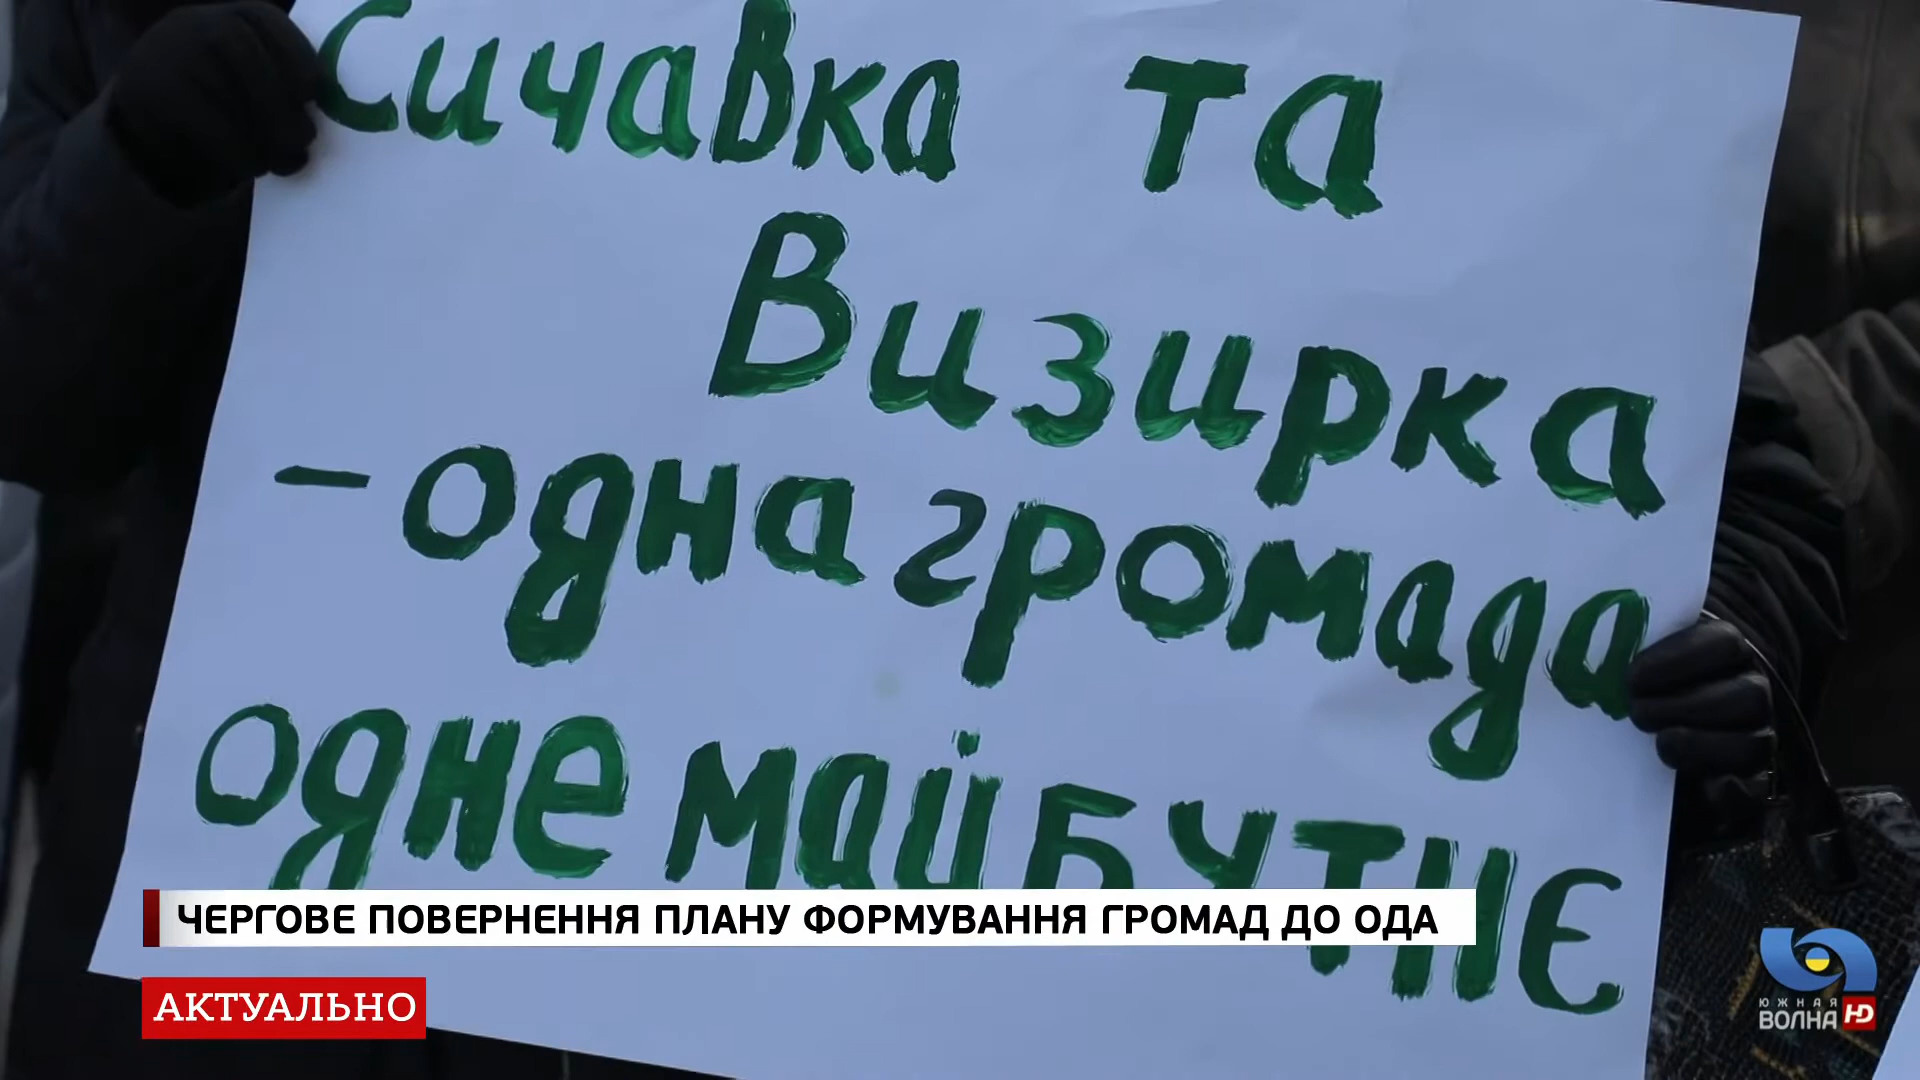 Сичавка та
Визирка
- одна громада
одне майбутнє
ЧЕРГОВЕ ПОВЕРНЕННЯ ПЛАНУ ФОРМУВАННЯ ГРОМАД ДО ОДА
АКТУАЛЬНО
ЮЖНАЯ
ВОЛНА HD